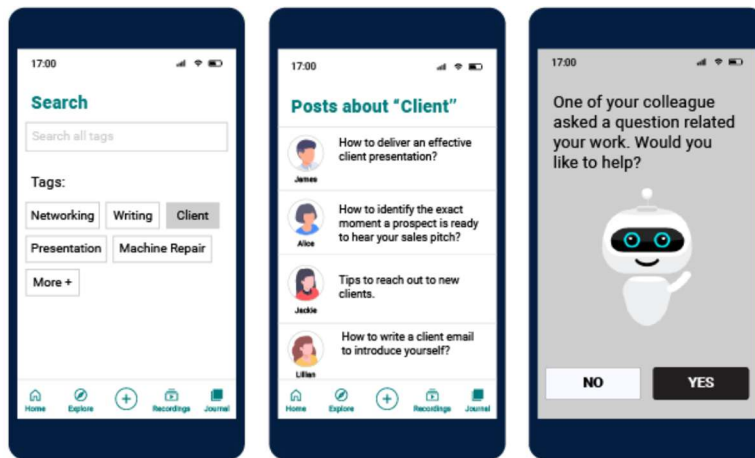 17:00
Search
Search all tags
Tags:
Networking
Writing
Client
Presentation
Machine Repair
More +
Home
Explore
Recordings
Journal
17:00
Posts about “Client”
How to deliver an effective
client presentation?
James
How to identify the exact
moment a prospect is ready
to hear your sales pitch?
Alice
Tips to reach out to new
clients.
Jackie
How to write a client email
to introduce yourself?
Lillian
Home
Explore
Recordings
Journal
17:00
One of your colleague
asked a question related
your work. Would you
like to help?
NO
YES